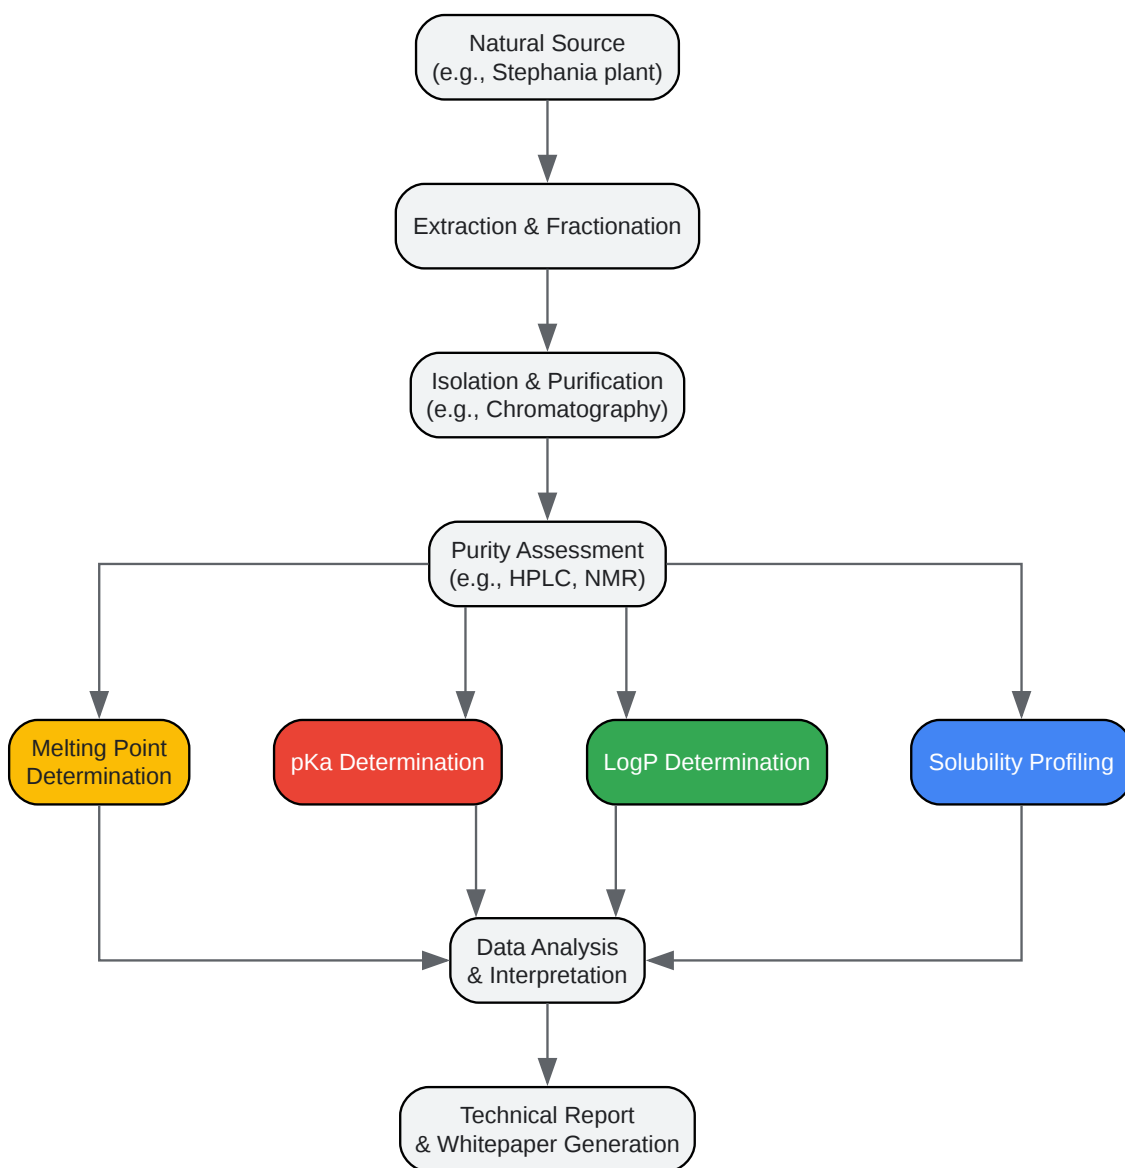 Natural Source
(e.g., Stephania plant)
Extraction & Fractionation
Isolation & Purification
(e.g., Chromatography)
Purity Assessment
(e.g., HPLC, NMR)
Melting Point
Determination
pKa Determination
LogP Determination
Solubility Profiling
Data Analysis
& Interpretation
Technical Report
& Whitepaper Generation